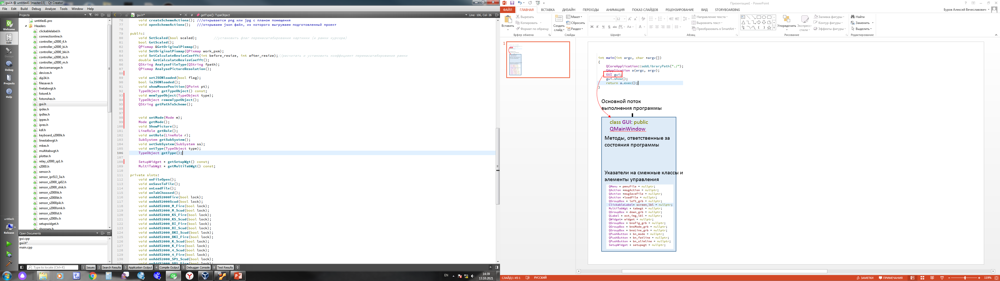 gui.h @ untitled1 [master15] - Qt Creator
File Edit Build Debug Analyze Tools Window Help
Projects
gui.h*
getType(): TypeObject
Line: 106, Col: 26
Welcome
Edit
Design
Debug
Projects
Help
untitled1
Release
untitled1.pro
Headers
clickablelabel.h
connectionline.h
controller_s2000_4.h
controller_s2000_bi.h
controller_s2000_bki.h
controller_s2000_ks.h
controller_s2000_m.h
devicemanager.h
devices.h
dip34.h
filesaver.h
firetabwgt.h
foton4.h
fotonshex.h
gui.h
ipdex.h
ipdlex.h
ippex.h
iprex.h
kdl.h
keyboard_s2000k.h
linestabwgt.h
mkex.h
multitabwgt.h
plotter.h
relay_s2000_sp1.h
s2000.h
sensor.h
sensor_ipr513_3a.h
sensor_s2000_ip02.h
sensor_s2000_shik.h
sensor_s2000ik.h
sensor_s2000kt.h
sensor_s2000pik.h
sensor_s2000smk.h
sensor_s2000st.h
sensor_s2000v.h
setupwidget.h
shoroxex.h
Open Documents
gui.cpp
gui.h*
main.cpp
76 void createSchemeActions(); ///открывается png или jpg с планом помещения
77 void openSchemeActions(); ///открываем json файл, из которого выгружаем подготовленный проект
78
79 public:
80 void SetScaled(bool scaled); //установить флаг перемасштабирования картинки (и рамки курсора)
81 bool GetScaled();
82 QPixmap &GetOriginalPixmap();
83 void SetOriginalPixmap(QPixmap work_pxm);
84 void SetCalculateResizeCoefft(int before_resize, int after_resize);//расчитать и установить коэффициент перемасштабирования рамки
85 double GetCalculateResizeCoefft();
86 QString AnalyseFileType(QString fpath);
87 QPixmap AnalysePictureResolution();
88
89 void setJSONloaded(bool flag);
90 bool isJSONloaded();
91 void showMousePosition(QPoint pt);
92 TypeObject getTypeObject() const;
93 void memTypeObject(TypeObject type);
94 TypeObject rememTypeObject();
95 QString getPathToScheme();
96
97
98 void setMode(Mode m);
99 Mode getMode();
100 void ShowPicture();
101 LineRole getRole();
102 void setRole(LineRole r);
103 SubSystem getSubSystem();
104 void setSubSystem(SubSystem ss);
105 void setType(TypeObject type);
106 TypeObject getType();
107
108 SetupWidget * getSetupWgt() const;
109 MultiTabWgt * getMultiTabWgt() const;
110
111 private slots:
112 void onFileOpen();
113 void onSaveToFile();
114 void onLoadFile();
115 void onTabChoosed();
116 void onAddS2000Fire(bool lock);
117 void onAddS2000Scud(bool lock);
118 void onAddS2000_M_Fire(bool lock);
119 void onAddS2000_M_Scud(bool lock);
120 void onAddS2000_KS_Fire(bool lock);
121 void onAddS2000_KS_Scud(bool lock);
122 void onAddS2000_BI_Fire(bool lock);
123 void onAddS2000_BI_Scud(bool lock);
124 void onAddS2000_BKI_Scud(bool lock);
125 void onAddS2000_BKI_Fire(bool lock);
126 void onAddS2000_K_Scud(bool lock);
127 void onAddS2000_K_Fire(bool lock);
128 void onAddS2000_4_Scud(bool lock);
129 void onAddS2000_4_Fire(bool lock);
130 void onAddS2000_SP1_Scud(bool lock);
131 void onAddS2000_SP1_Fire(bool lock);
Type to locate (Ctrl+K)
1 Issues 2 Search Results 3 Application Output 4 Compile Output 5 Debugger Console 8 Test Results
EN
14:39
13.10.2021
Презентация1 - PowerPoint
ФАЙЛ ГЛАВНАЯ ВСТАВКА ДИЗАЙН ПЕРЕХОДЫ АНИМАЦИЯ ПОКАЗ СЛАЙДОВ РЕЦЕНЗИРОВАНИЕ ВИД STORYBOARDING
Буров Алексей Вячеславович
Вставить
Вырезать
Копировать
Формат по образцу
Буфер обмена
Создать слайд
Макет
Сбросить
Раздел
Слайды
12
Ж К Ч S abc AV Aa A
Шрифт
Направление текста
Выровнять текст
Преобразовать в SmartArt
Абзац
Упорядочить
Экспресс-стили
Заливка фигуры
Контур фигуры
Эффекты фигуры
Рисование
Найти
Заменить
Выделить
Редактирование
1
int main(int argc, char *argv[])
{
QCoreApplication::addLibraryPath("./");
QApplication a(argc, argv);
GUI gui;
gui.show();
return a.exec();
}
Основной поток
выполнения программы
class GUI: public
QMainWindow
Методы, ответственные за
состояния программы
Указатели на смежные классы и
элементы управления
QMenu * pmnuFile = nullptr;
QAction *msgAction = nullptr;
QAction *msgSaveFile = nullptr;
QAction *loadFile = nullptr;
QGroupBox * left_grb = nullptr;
ClickableLabel* screen_lbl = nullptr;
MultiTabWgt * tabwgt = nullptr;
QGroupBox * down_grb = nullptr;
QLabel * ext_img_lbl = nullptr;
QWidget* widget = nullptr;
QGroupBox * bnsFig_grb = nullptr;
QGroupBox * bnsMode_grb = nullptr;
QGroupBox * bnsLine_grb = nullptr;
QPushButton * bn_mode = nullptr;
QPushButton * bn_fatline = nullptr;
QPushButton * bn_slimline = nullptr;
SetupWidget * setupwgt = nullptr;
СЛАЙД 1 ИЗ 1
РУССКИЙ
ЗАМЕТКИ
ПРИМЕЧАНИЯ
119%